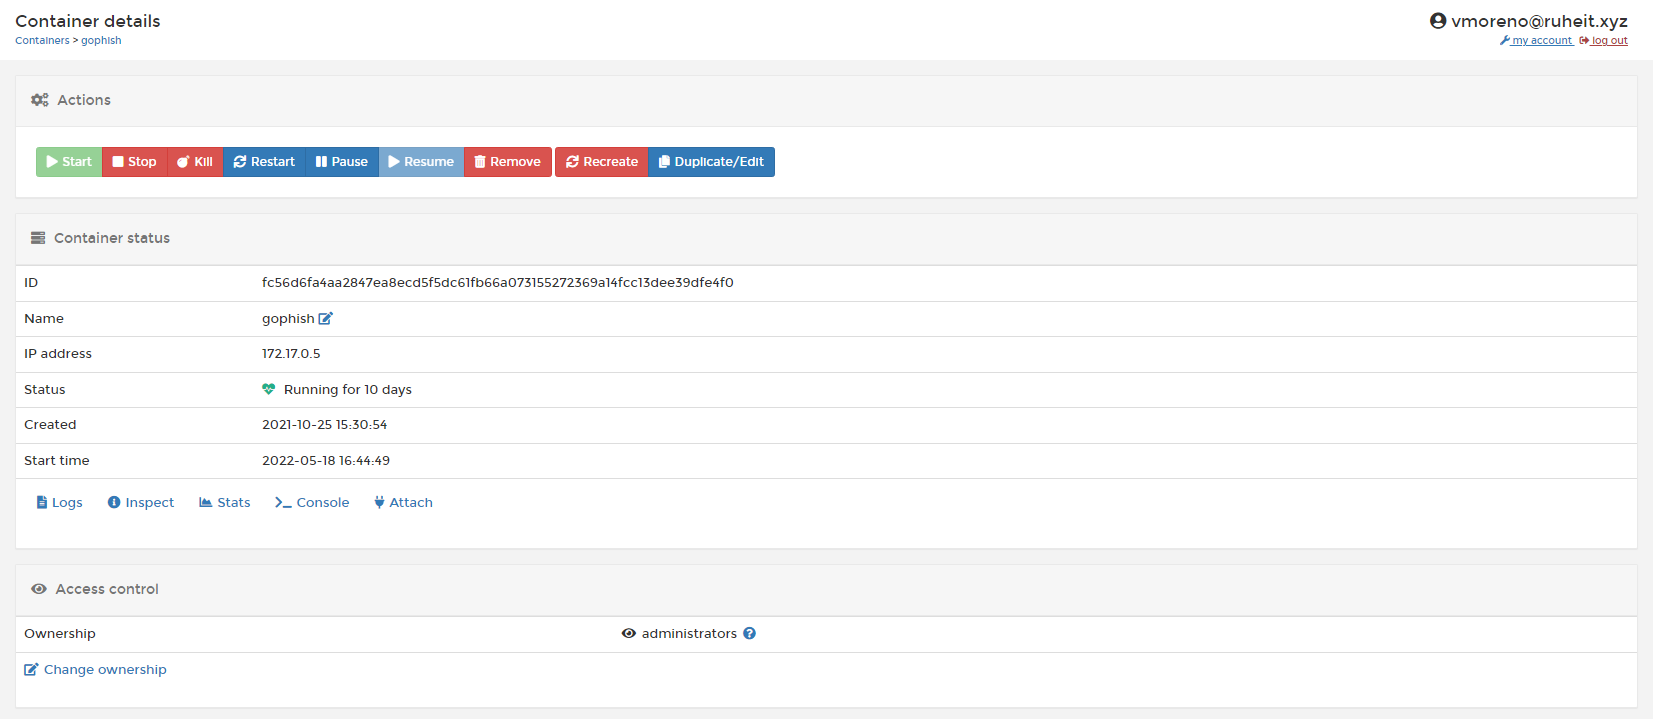 Container details
Containers > gophish
vmoreno@ruheit.xyz
my account log out
Actions
Start Stop Kill Restart Pause Resume Remove Recreate Duplicate/Edit
Container status
ID fc56d6fa4aa2847ea8ecd5f5dc61fb66a073155272369a14fcc13dee39dfe4f0
Name gophish
IP address 172.17.0.5
Status Running for 10 days
Created 2021-10-25 15:30:54
Start time 2022-05-18 16:44:49
Logs Inspect Stats Console Attach
Access control
Ownership administrators
Change ownership